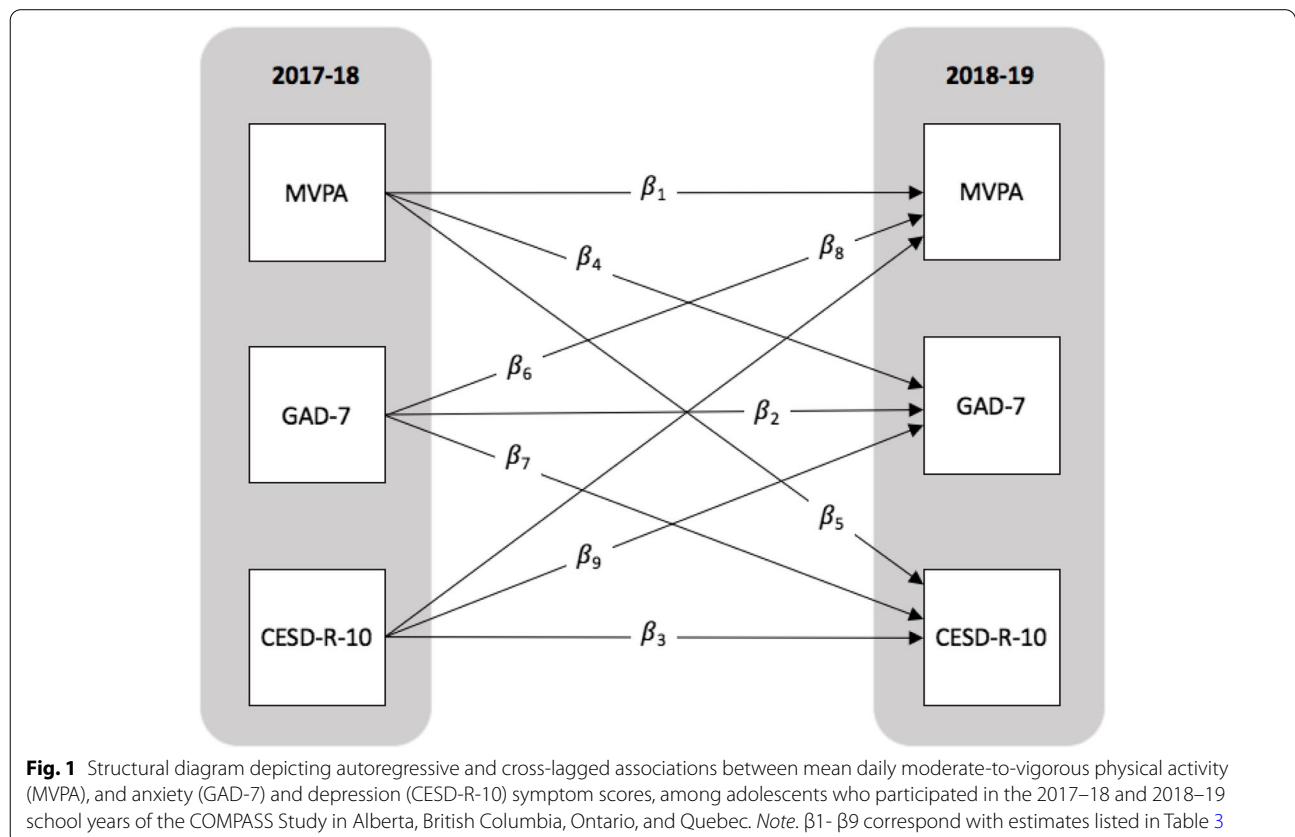 2017-18
2018-19
MVPA
β1
MVPA
β4
β8
β6
GAD-7
β2
GAD-7
β7
β5
β9
CESD-R-10
β3
CESD-R-10
Fig. 1 Structural diagram depicting autoregressive and cross-lagged associations between mean daily moderate-to-vigorous physical activity
(MVPA), and anxiety (GAD-7) and depression (CESD-R-10) symptom scores, among adolescents who participated in the 2017–18 and 2018–19
school years of the COMPASS Study in Alberta, British Columbia, Ontario, and Quebec. Note. β1- β9 correspond with estimates listed in Table 3